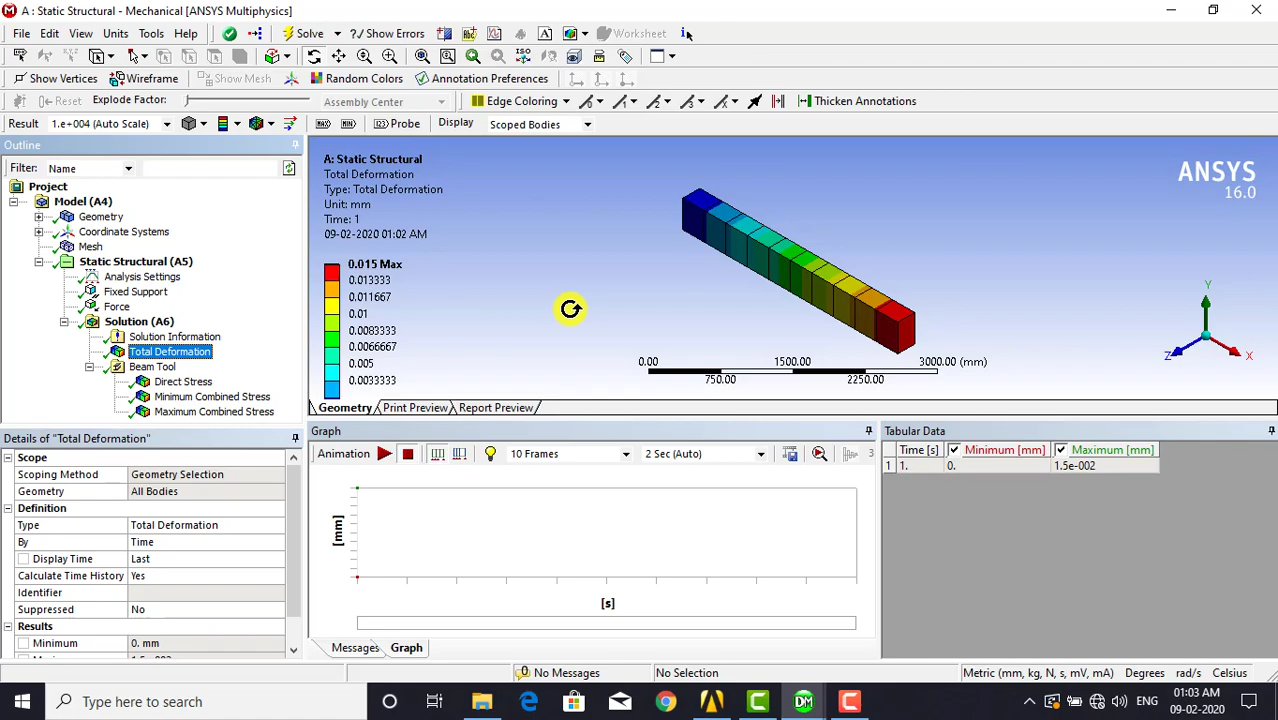 A : Static Structural - Mechanical [ANSYS Multiphysics]
File Edit View Units Tools Help Solve ?/ Show Errors Worksheet
Show Vertices Wireframe Show Mesh Random Colors Annotation Preferences
Reset Explode Factor: Assembly Center Edge Coloring Thicken Annotations
Result 1.e+004 (Auto Scale) MAX MIN Probe Display Scoped Bodies
Outline
Filter: Name
Project
Model (A4)
Geometry
Coordinate Systems
Mesh
Static Structural (A5)
Analysis Settings
Fixed Support
Force
Solution (A6)
Solution Information
Total Deformation
Beam Tool
Direct Stress
Minimum Combined Stress
Maximum Combined Stress
A: Static Structural
Total Deformation
Type: Total Deformation
Unit: mm
Time: 1
09-02-2020 01:02 AM
0.015 Max
0.013333
0.011667
0.01
0.0083333
0.0066667
0.005
0.0033333
ANSYS
16.0
Y
Z
X
0.00 1500.00 3000.00 (mm)
750.00 2250.00
Geometry Print Preview Report Preview
Details of "Total Deformation"
Scope
Scoping Method Geometry Selection
Geometry All Bodies
Definition
Type Total Deformation
By Time
Display Time Last
Calculate Time History Yes
Identifier
Suppressed No
Results
Minimum 0. mm
Graph
Animation 10 Frames 2 Sec (Auto) 3
[mm]
[s]
Messages Graph
Tabular Data
Time [s] Minimum [mm] Maximum [mm]
1 1. 0. 1.5e-002
No Messages No Selection Metric (mm, kg, N, s, mV, mA) Degrees rad/s Celsius
Type here to search
DM
ENG
01:03 AM
09-02-2020